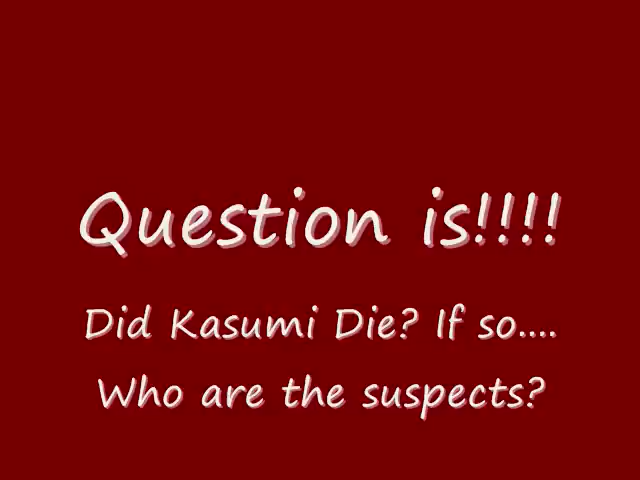 Question is!!!!
Did Kasumi Die? If so....
Who are the suspects?